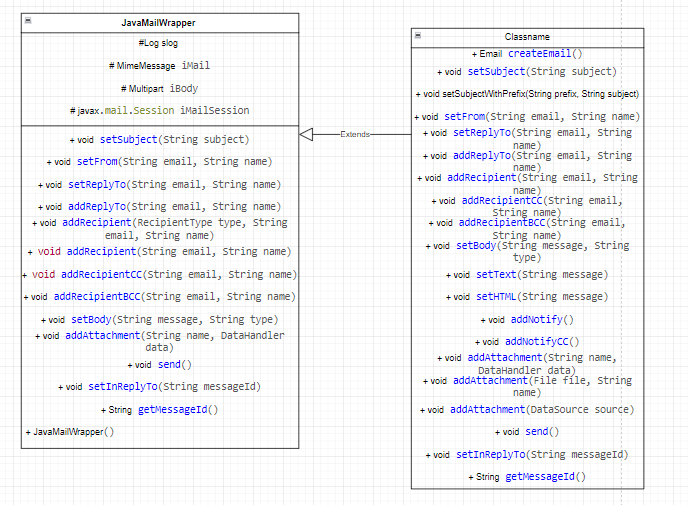 JavaMailWrapper
#Log slog
# MimeMessage iMail
# Multipart iBody
# javax.mail.Session iMailSession
+ void setSubject(String subject)
+ void setFrom(String email, String name)
+ void setReplyTo(String email, String name)
+ void addReplyTo(String email, String name)
+ void addRecipient(RecipientType type, String
email, String name)
+ void addRecipient(String email, String name)
+ void addRecipientCC(String email, String name)
+ void addRecipientBCC(String email, String name)
+ void setBody(String message, String type)
+ void addAttachment(String name, DataHandler
data)
+ void send()
+ void setInReplyTo(String messageId)
+ String getMessageId()
+ JavaMailWrapper()
Extends
Classname
+ Email createEmail()
+ void setSubject(String subject)
+ void setSubjectWithPrefix(String prefix, String subject)
+ void setFrom(String email, String name)
+ void setReplyTo(String email, String
name)
+ void addReplyTo(String email, String
name)
+ void addRecipient(String email, String
name)
+ void addRecipientCC(String email,
String name)
+ void addRecipientBCC(String email,
String name)
+ void setBody(String message, String
type)
+ void setText(String message)
+ void setHTML(String message)
+ void addNotify()
+ void addNotifyCC()
+ void addAttachment(String name,
DataHandler data)
+ void addAttachment(File file, String
name)
+ void addAttachment(DataSource source)
+ void send()
+ void setInReplyTo(String messageId)
+ String getMessageId()